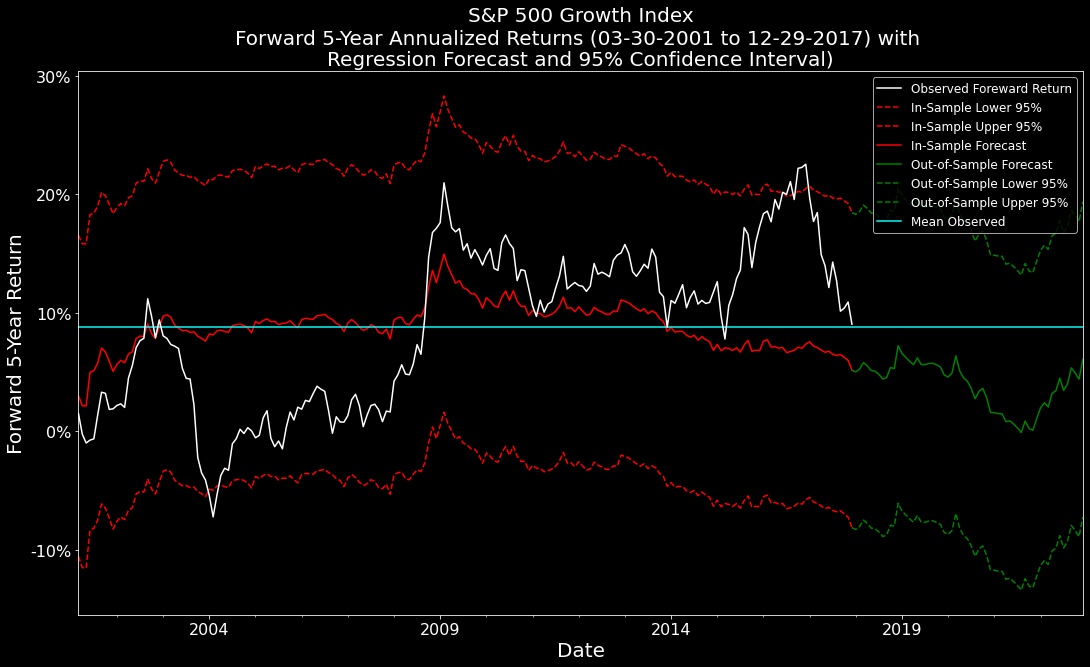 S&P 500 Growth Index
Forward 5-Year Annualized Returns (03-30-2001 to 12-29-2017) with
Regression Forecast and 95% Confidence Interval)
30%
20%
10%
0%
-10%
Forward 5-Year Return
Observed Foreward Return
In-Sample Lower 95%
In-Sample Upper 95%
In-Sample Forecast
Out-of-Sample Forecast
Out-of-Sample Lower 95%
Out-of-Sample Upper 95%
Mean Observed
2004
2009
2014
2019
Date